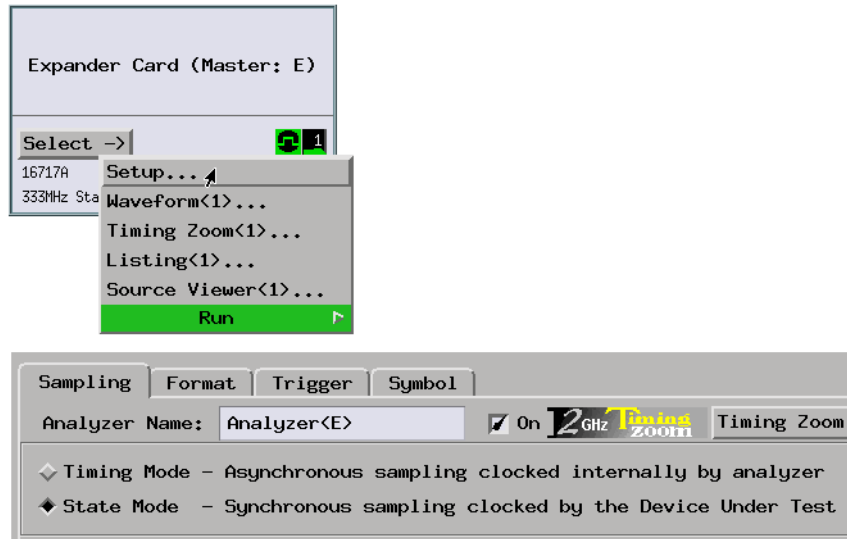 Expander Card (Master: E)
Select ->
1
16717A
333MHz Sta
Setup...
Waveform<1>...
Timing Zoom<1>...
Listing<1>...
Source Viewer<1>...
Run
Sampling Format Trigger Symbol
Analyzer Name: Analyzer<E> On 2GHz Timing Zoom Timing Zoom
Timing Mode - Asynchronous sampling clocked internally by analyzer
State Mode - Synchronous sampling clocked by the Device Under Test